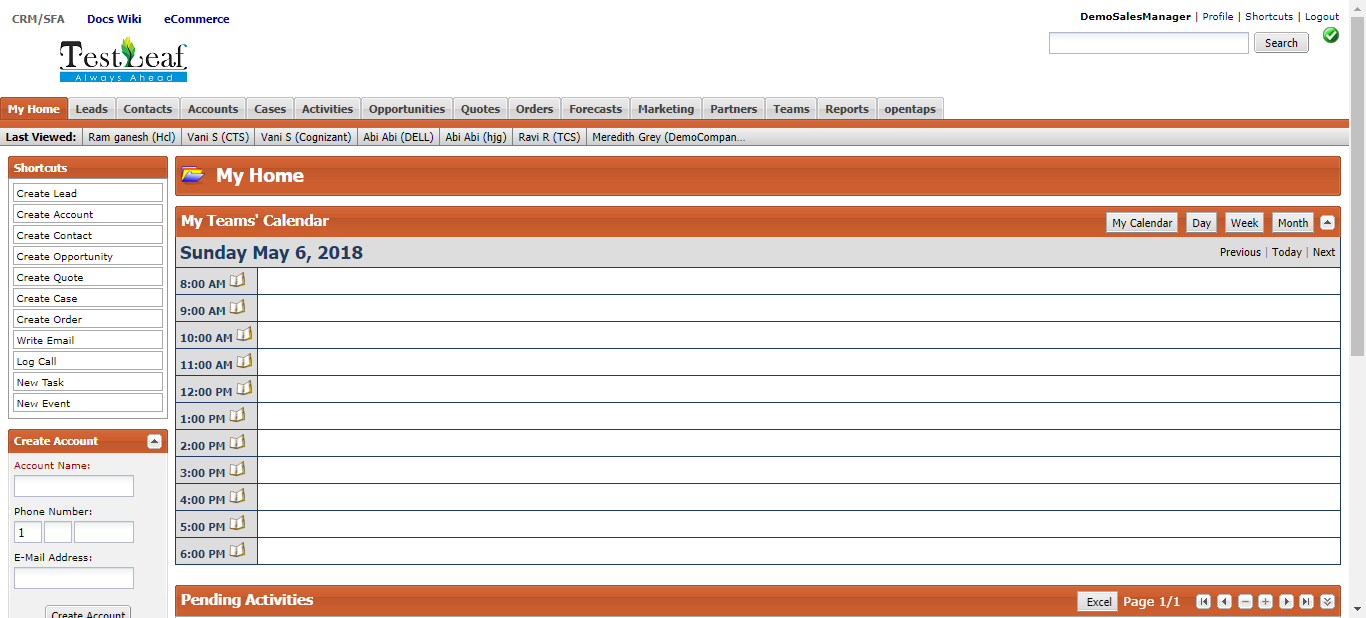 CRM/SFA Docs Wiki eCommerce
DemoSalesManager | Profile | Shortcuts | Logout
TestLeaf
Always Ahead
Search
My Home Leads Contacts Accounts Cases Activities Opportunities Quotes Orders Forecasts Marketing Partners Teams Reports opentaps
Last Viewed: Ram ganesh (Hcl) Vani S (CTS) Vani S (Cognizant) Abi Abi (DELL) Abi Abi (hjg) Ravi R (TCS) Meredith Grey (DemoCompan...
Shortcuts
Create Lead
Create Account
Create Contact
Create Opportunity
Create Quote
Create Case
Create Order
Write Email
Log Call
New Task
New Event
Create Account
Account Name:
Phone Number:
1
E-Mail Address:
Create Account
My Home
My Teams' Calendar My Calendar Day Week Month
Sunday May 6, 2018 Previous | Today | Next
8:00 AM
9:00 AM
10:00 AM
11:00 AM
12:00 PM
1:00 PM
2:00 PM
3:00 PM
4:00 PM
5:00 PM
6:00 PM
Pending Activities Excel Page 1/1